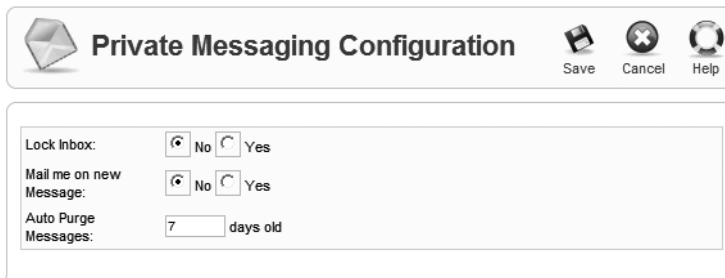 Private Messaging Configuration
Save Cancel Help
Lock Inbox: No Yes
Mail me on new
Message: No Yes
Auto Purge
Messages: 7 days old